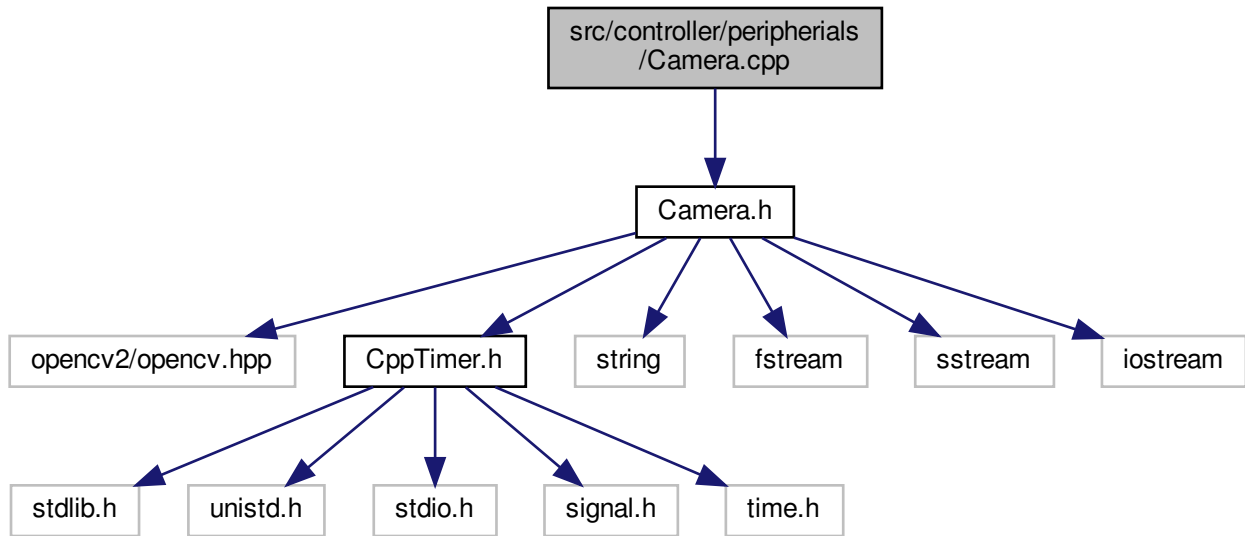 src/controller/peripherials
/Camera.cpp
Camera.h
opencv2/opencv.hpp
CppTimer.h
string
fstream
sstream
iostream
stdlib.h
unistd.h
stdio.h
signal.h
time.h